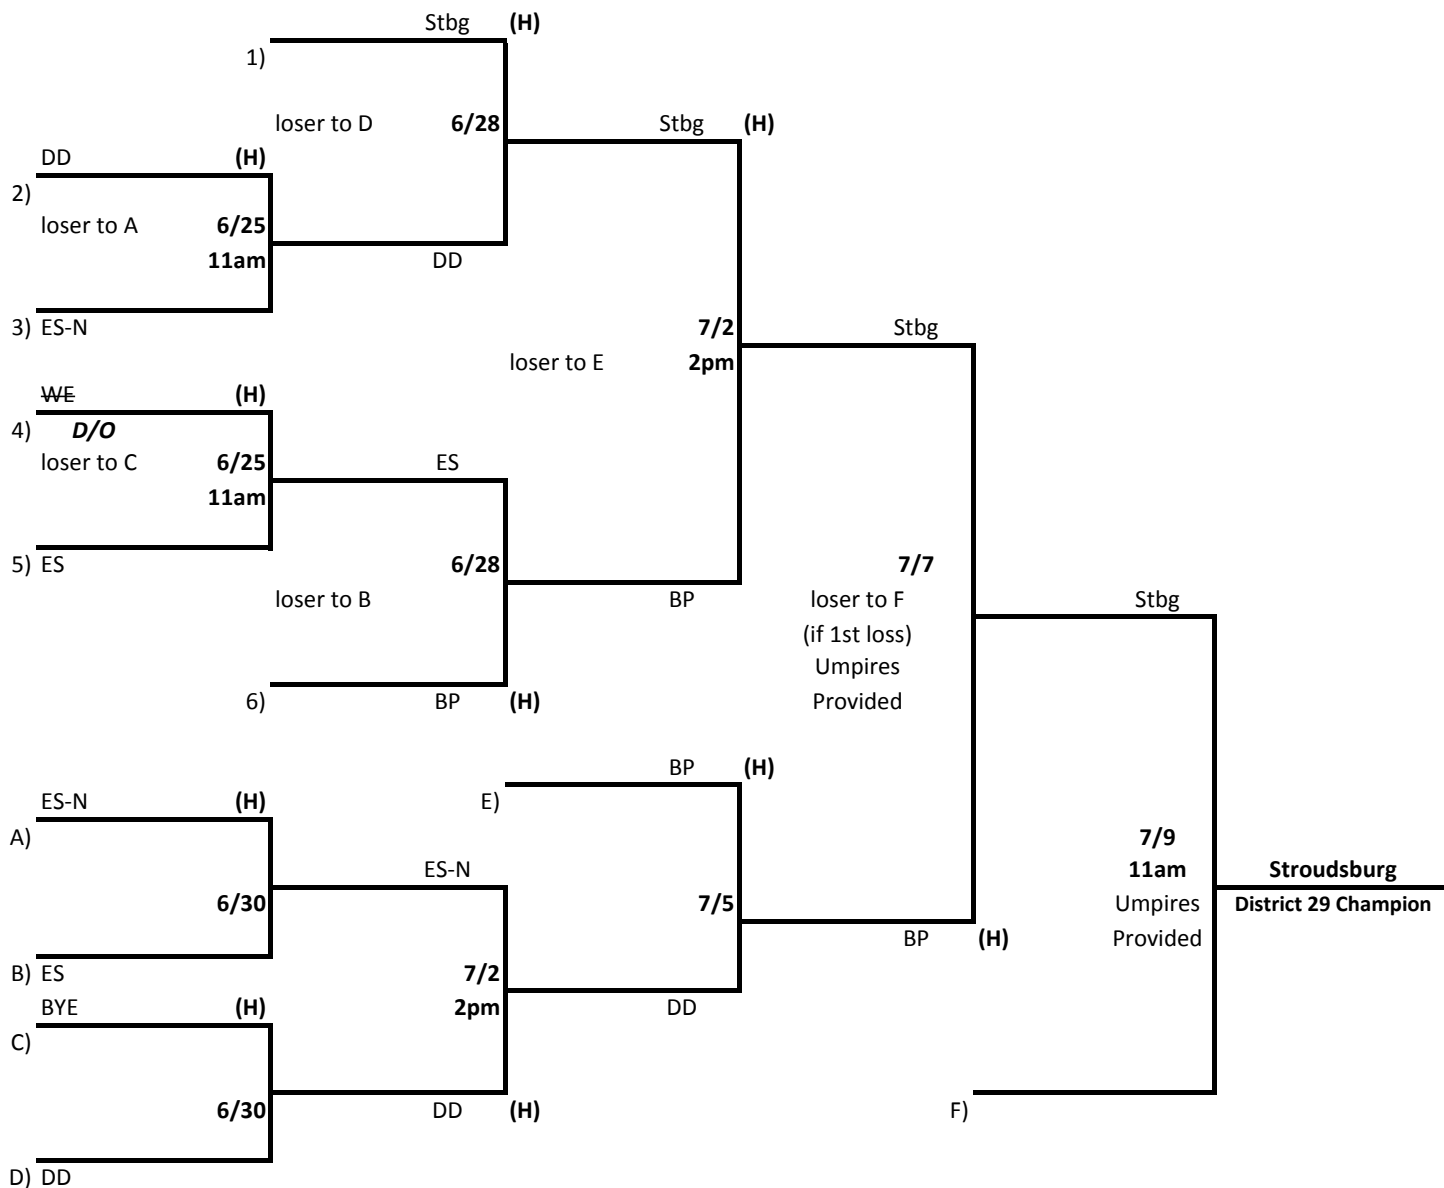 Stbg (H)
1)
loser to D 6/28
Stbg (H)
DD (H)
2)
loser to A 6/25
11am
DD
3) ES-N
7/2
Stbg
loser to E 2pm
WE (H)
4) D/O
loser to C 6/25
ES
11am
5) ES
6/28
7/7
loser to B
BP
loser to F
Stbg
(if 1st loss)
Umpires
Provided
6) BP (H)
BP (H)
ES-N (H)
E)
A)
7/9
ES-N
11am
Stroudsburg
6/30
7/5
Umpires
District 29 Champion
BP (H)
Provided
B) ES
7/2
BYE (H)
2pm
DD
C)
6/30
DD (H)
F)
D) DD